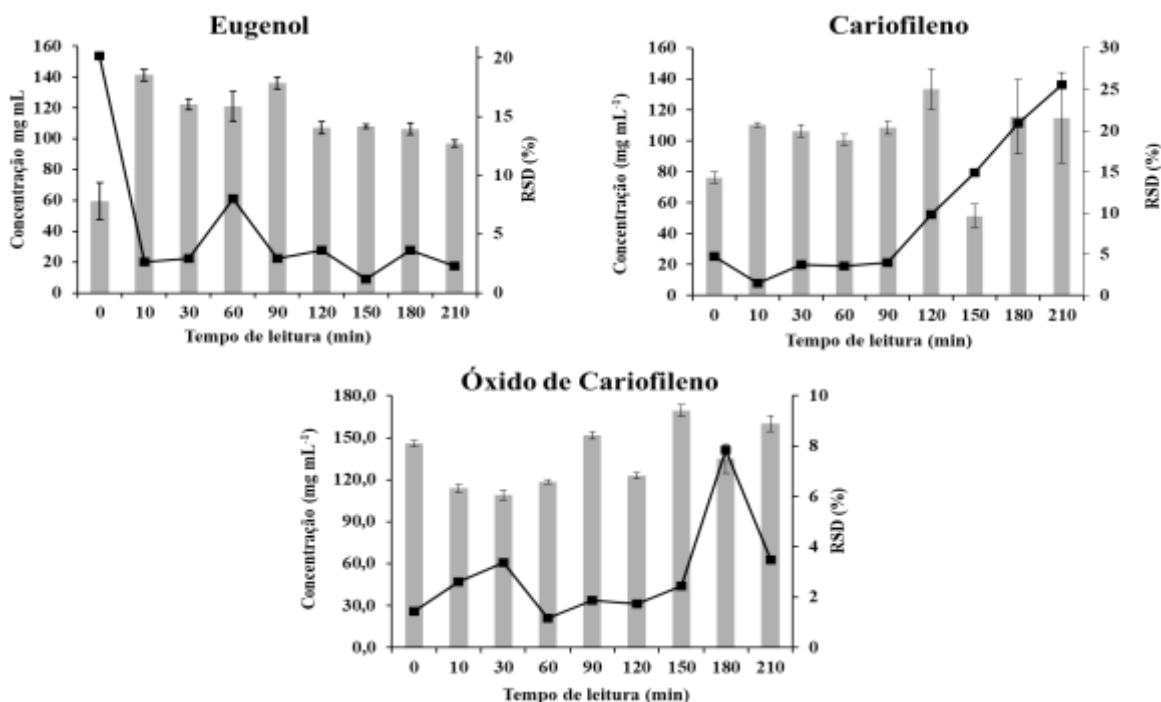 Eugenol
Concentração mg mL
160
140
120
100
80
60
40
20
0
20
15
10
5
0
RSD (%)
0 10 30 60 90 120 150 180 210
Tempo de leitura (min)
Cariofileno
Concentração (mg mL⁻¹)
160
140
120
100
80
60
40
20
0
30
25
20
15
10
5
0
RSD (%)
0 10 30 60 90 120 150 180 210
Tempo de leitura (min)
Óxido de Cariofileno
Concentração (mg mL⁻¹)
180,0
150,0
120,0
90,0
60,0
30,0
0,0
10
8
6
4
2
0
RSD (%)
0 10 30 60 90 120 150 180 210
Tempo de leitura (min)